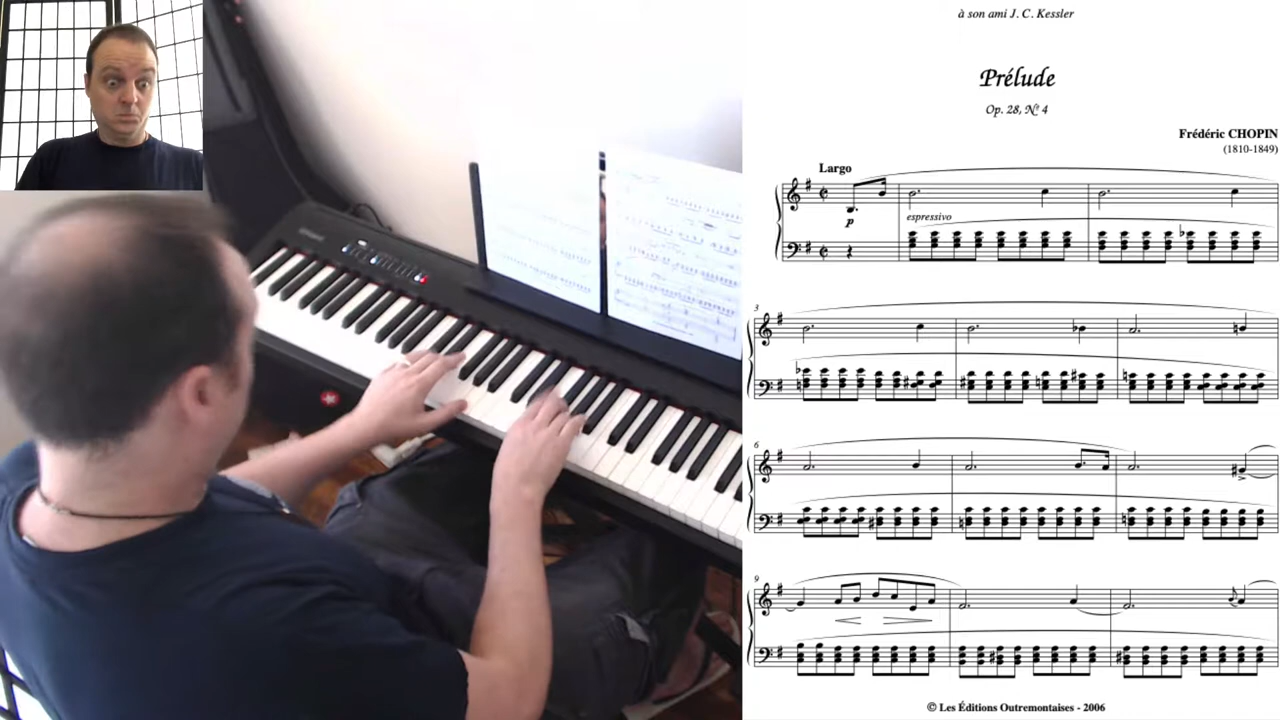 à son ami J. C. Kessler
Prélude
Op. 28, Nº 4
Frédéric CHOPIN
(1810-1849)
Largo
p
espressivo
3
6
9
© Les Éditions Outremontaises - 2006